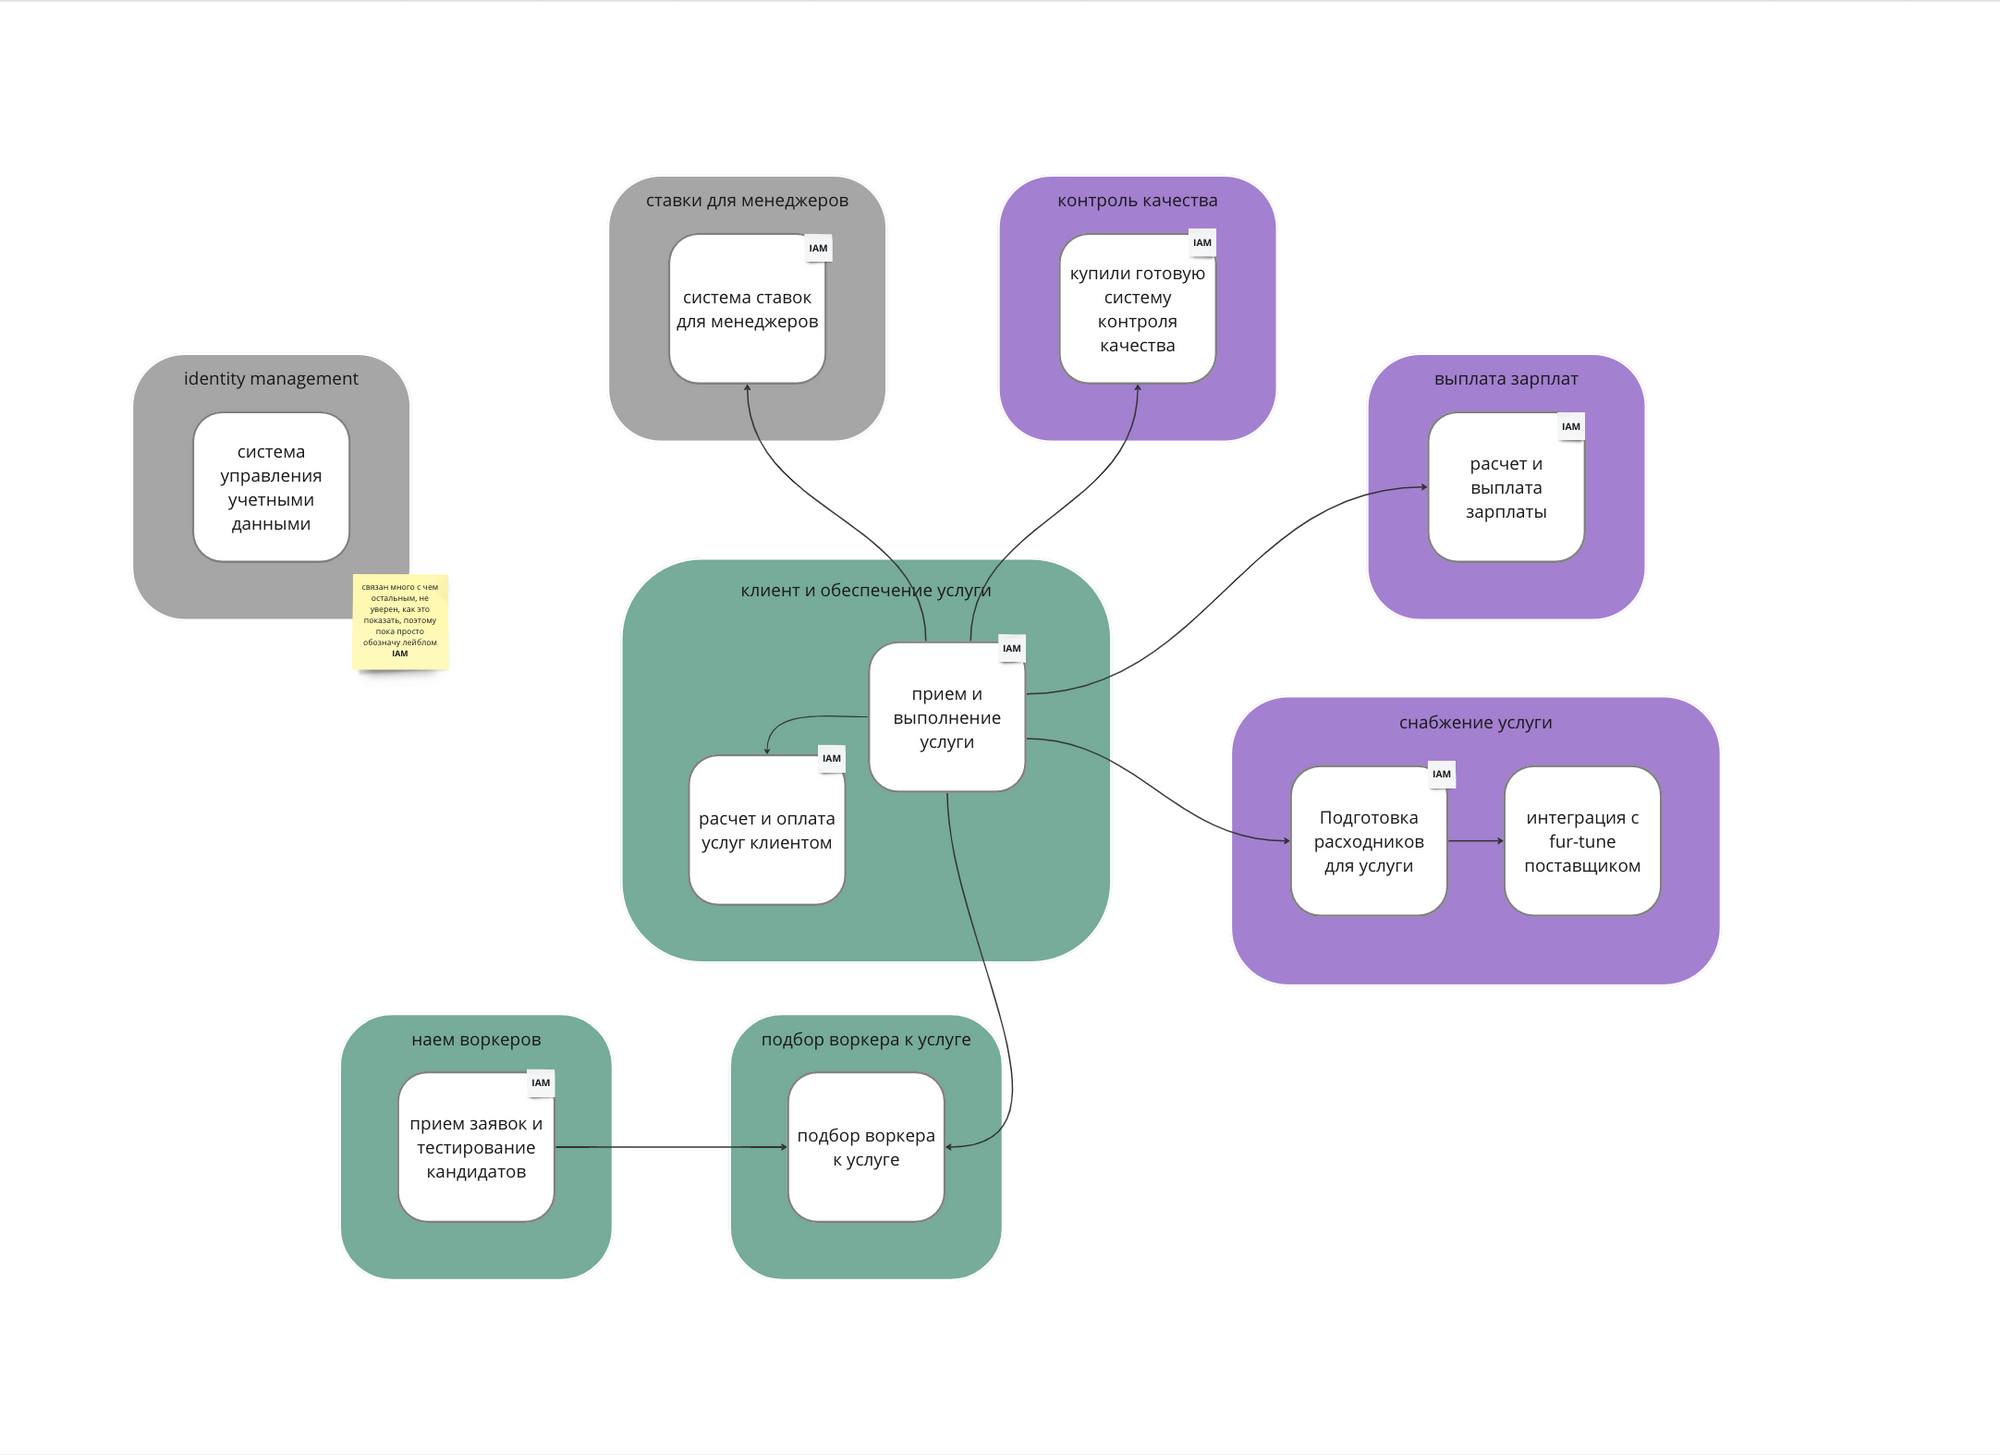 ставки для менеджеров
IAM
система ставок
для менеджеров
контроль качества
IAM
купили готовую
систему
контроля
качества
identity management
система
управления
учетными
данными
связан много с чем
остальным, не
уверен, как это
показать, поэтому
пока просто
обозначу лейблом
IAM
выплата зарплат
IAM
расчет и
выплата
зарплаты
клиент и обеспечение услуги
IAM
прием и
выполнение
услуги
IAM
расчет и оплата
услуг клиентом
снабжение услуги
IAM
Подготовка
расходников
для услуги
интеграция с
fur-tune
поставщиком
наем воркеров
IAM
прием заявок и
тестирование
кандидатов
подбор воркера к услуге
подбор воркера
к услуге